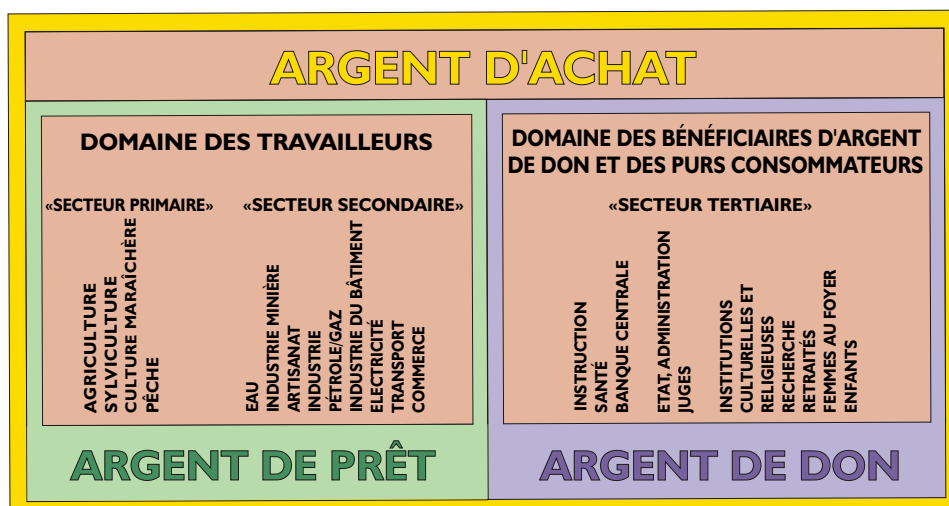 ARGENT D'ACHAT
DOMAINE DES TRAVAILLEURS
«SECTEUR PRIMAIRE»
AGRICULTURE
SYLVICULTURE
CULTURE MARAÎCHÈRE
PÊCHE
«SECTEUR SECONDAIRE»
EAU
INDUSTRIE MINIÈRE
ARTISANAT
INDUSTRIE
PÉTROLE/GAZ
INDUSTRIE DU BÂTIMENT
ELECTRICITÉ
TRANSPORT
COMMERCE
ARGENT DE PRÊT
DOMAINE DES BÉNÉFICIAIRES D'ARGENT
DE DON ET DES PURS CONSOMMATEURS
«SECTEUR TERTIAIRE»
INSTRUCTION
SANTÉ
BANQUE CENTRALE
ETAT, ADMINISTRATION
JUGES
INSTITUTIONS
CULTURELLES ET
RELIGIEUSES
RECHERCHE
RETRAITÉS
FEMMES AU FOYER
ENFANTS
ARGENT DE DON